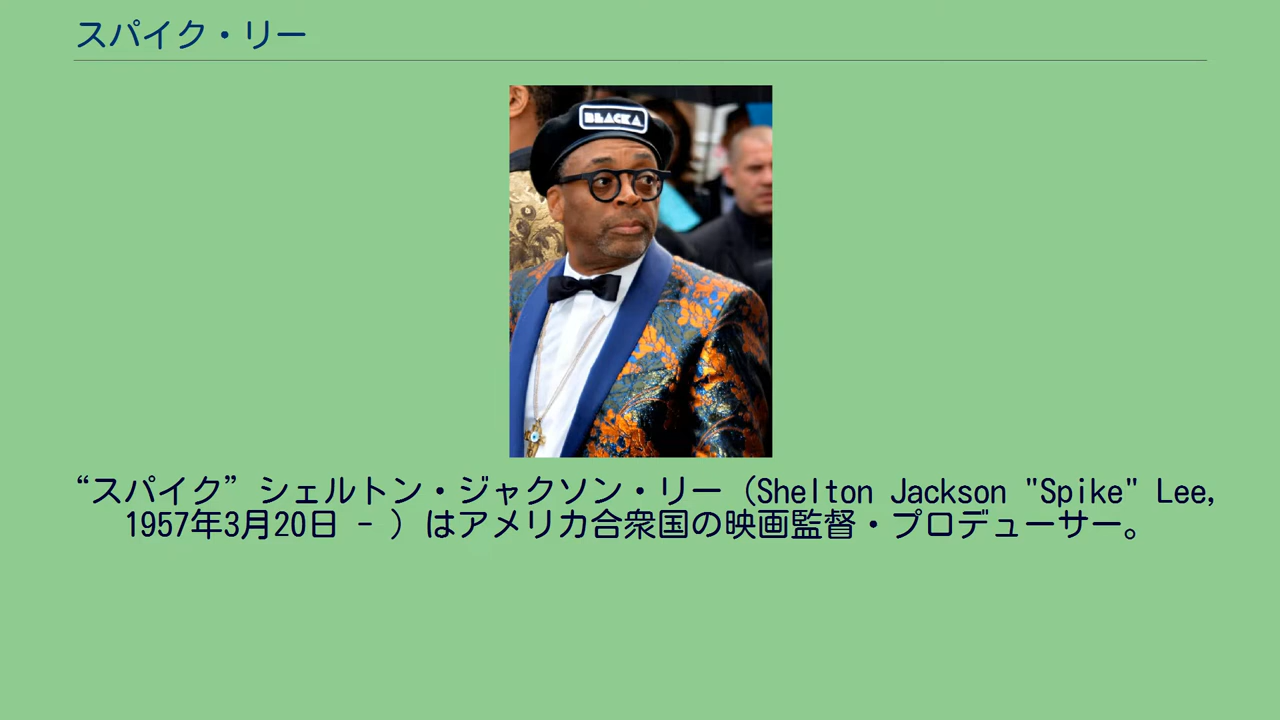 スパイク・リー
BLACKA
“スパイク”シェルトン・ジャクソン・リー（Shelton Jackson "Spike" Lee,
1957年3月20日 - ）はアメリカ合衆国の映画監督・プロデューサー。